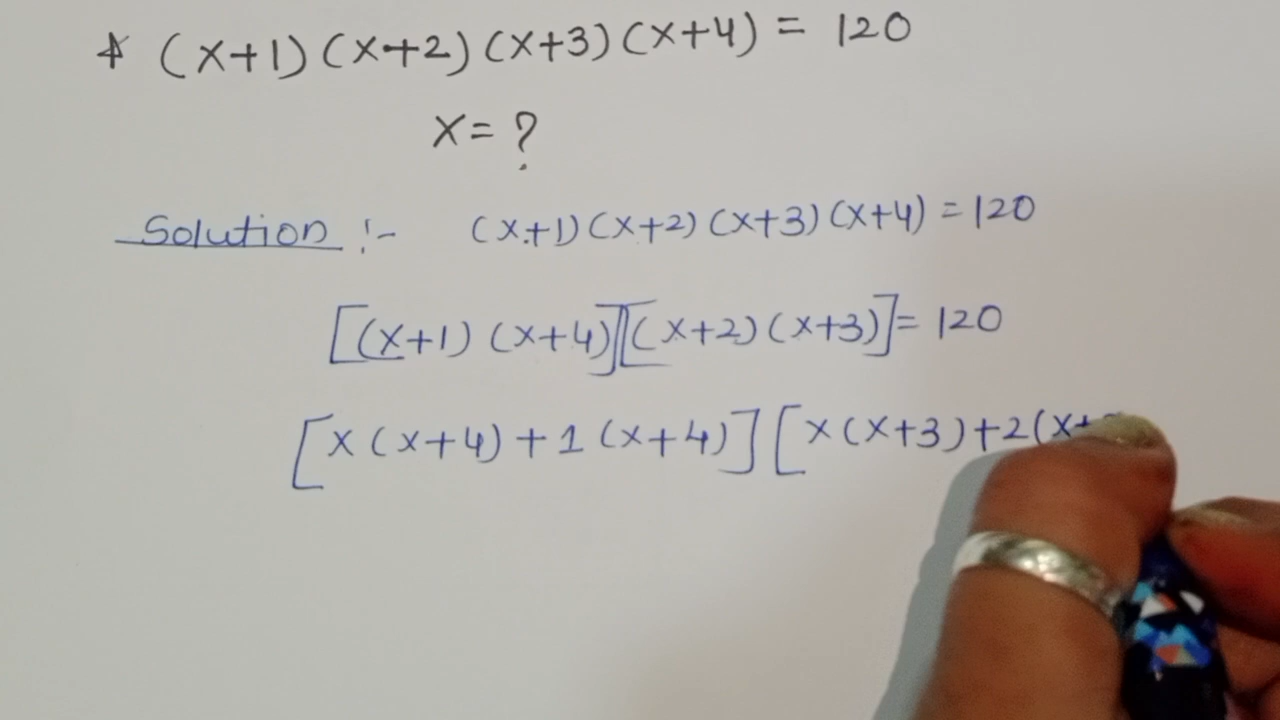 * (x+1)(x+2)(x+3)(x+4) = 120
x = ?
Solution :- (x+1)(x+2)(x+3)(x+4) = 120
[(x+1)(x+4)][(x+2)(x+3)] = 120
[x(x+4)+1(x+4)][x(x+3)+2(x+